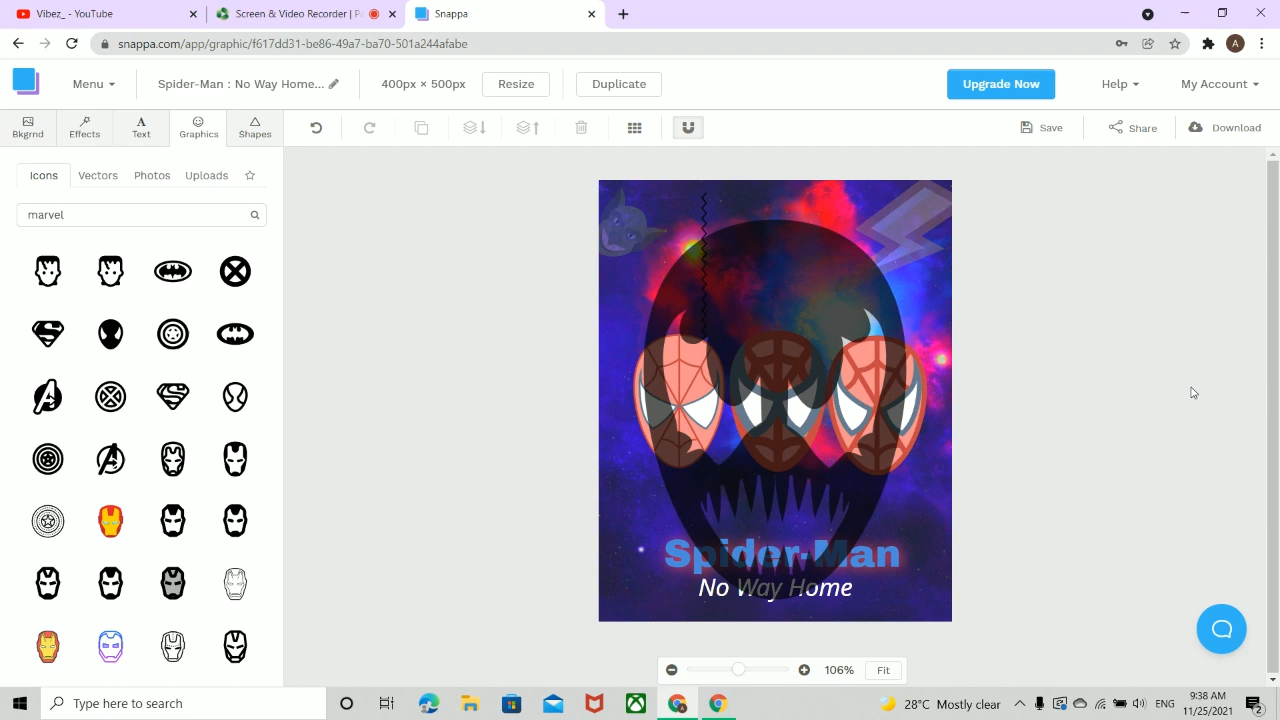 Vibez_ - YouTube
Screen & Video Recorder | Pi
Snappa
snappa.com/app/graphic/f617dd31-be86-49a7-ba70-501a244afabe
A
Menu
Spider-Man : No Way Home...
400px × 500px
Resize
Duplicate
Upgrade Now
Help
My Account
Bkgrnd
Effects
Text
Graphics
Shapes
Save
Share
Download
Icons
Vectors
Photos
Uploads
marvel
Spider-Man
No Way Home
106%
Fit
Type here to search
28°C Mostly clear
ENG
9:38 AM
11/25/2021
2